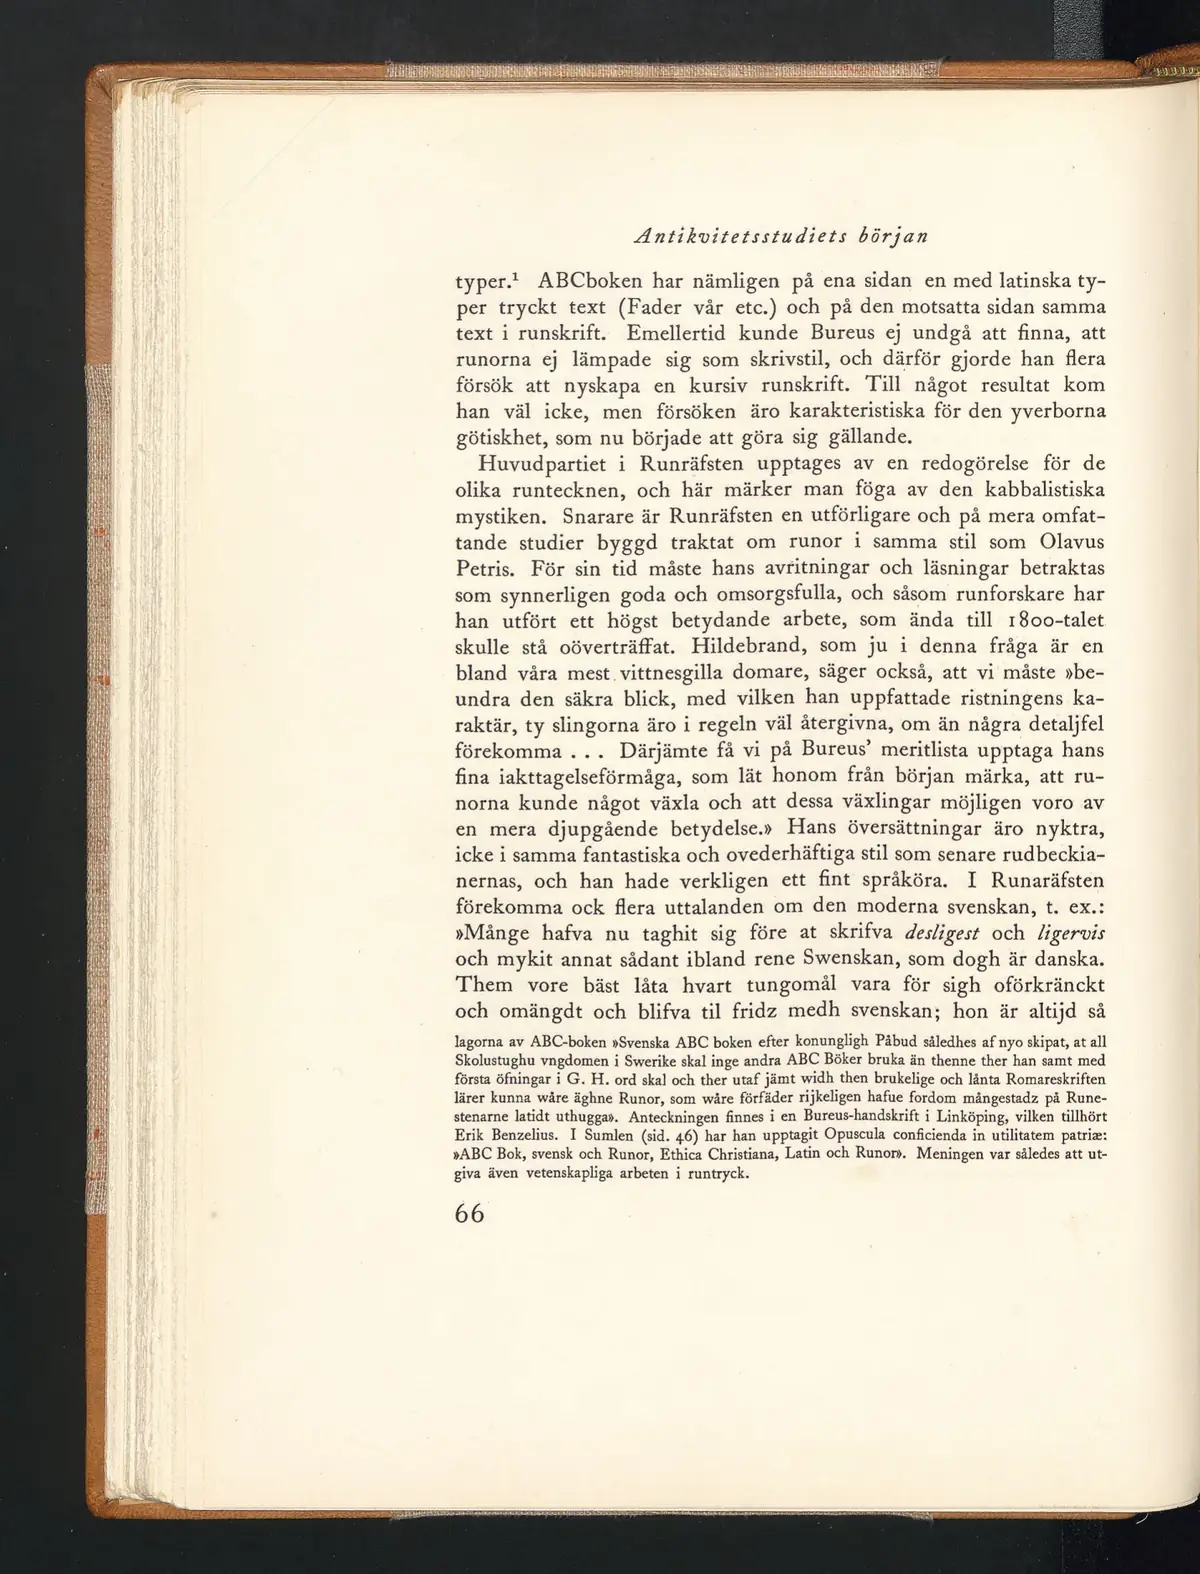 Antikvitetsstudiets början
typer.¹ ABCboken har nämligen på ena sidan en med latinska ty-
per tryckt text (Fader vår etc.) och på den motsatta sidan samma
text i runskrift. Emellertid kunde Bureus ej undgå att finna, att
runorna ej lämpade sig som skrivstil, och därför gjorde han flera
försök att nyskapa en kursiv runskrift. Till något resultat kom
han väl icke, men försöken äro karakteristiska för den yverborna
götiskhet, som nu började att göra sig gällande.
Huvudpartiet i Runräfsten upptages av en redogörelse för de
olika runtecknen, och här märker man föga av den kabbalistiska
mystiken. Snarare är Runräfsten en utförligare och på mera omfat-
tande studier byggd traktat om runor i samma stil som Olavus
Petris. För sin tid måste hans avritningar och läsningar betraktas
som synnerligen goda och omsorgsfulla, och såsom runforskare har
han utfört ett högst betydande arbete, som ända till 1800-talet
skulle stå oöverträffat. Hildebrand, som ju i denna fråga är en
bland våra mest vittnesgilla domare, säger också, att vi måste »be-
undra den säkra blick, med vilken han uppfattade ristningens ka-
raktär, ty slingorna äro i regeln väl återgivna, om än några detaljfel
förekomma . . . Därjämte få vi på Bureus’ meritlista upptaga hans
fina iakttagelseförmåga, som lät honom från början märka, att ru-
norna kunde något växla och att dessa växlingar möjligen voro av
en mera djupgående betydelse.» Hans översättningar äro nyktra,
icke i samma fantastiska och ovederhäftiga stil som senare rudbeckia-
nernas, och han hade verkligen ett fint språköra. I Runaräfsten
förekomma ock flera uttalanden om den moderna svenskan, t. ex.:
»Månge hafva nu taghit sig före at skrifva desligest och ligervis
och mykit annat sådant ibland rene Swenskan, som dogh är danska.
Them vore bäst låta hvart tungomål vara för sigh oförkränckt
och omängdt och blifva til fridz medh svenskan; hon är altijd så
lagorna av ABC-boken »Svenska ABC boken efter konungligh Påbud såledhes af nyo skipat, at all
Skolustughu vngdomen i Swerike skal inge andra ABC Böker bruka än thenne ther han samt med
första öfningar i G. H. ord skal och ther utaf jämt widh then brukelige och lånta Romareskriften
lärer kunna wåre äghne Runor, som wåre förfäder rijkeligen hafue fordom mångestadz på Rune-
stenarne latidt uthugga». Anteckningen finnes i en Bureus-handskrift i Linköping, vilken tillhört
Erik Benzelius. I Sumlen (sid. 46) har han upptagit Opuscula conficienda in utilitatem patriæ:
»ABC Bok, svensk och Runor, Ethica Christiana, Latin och Runor». Meningen var således att ut-
giva även vetenskapliga arbeten i runtryck.
66